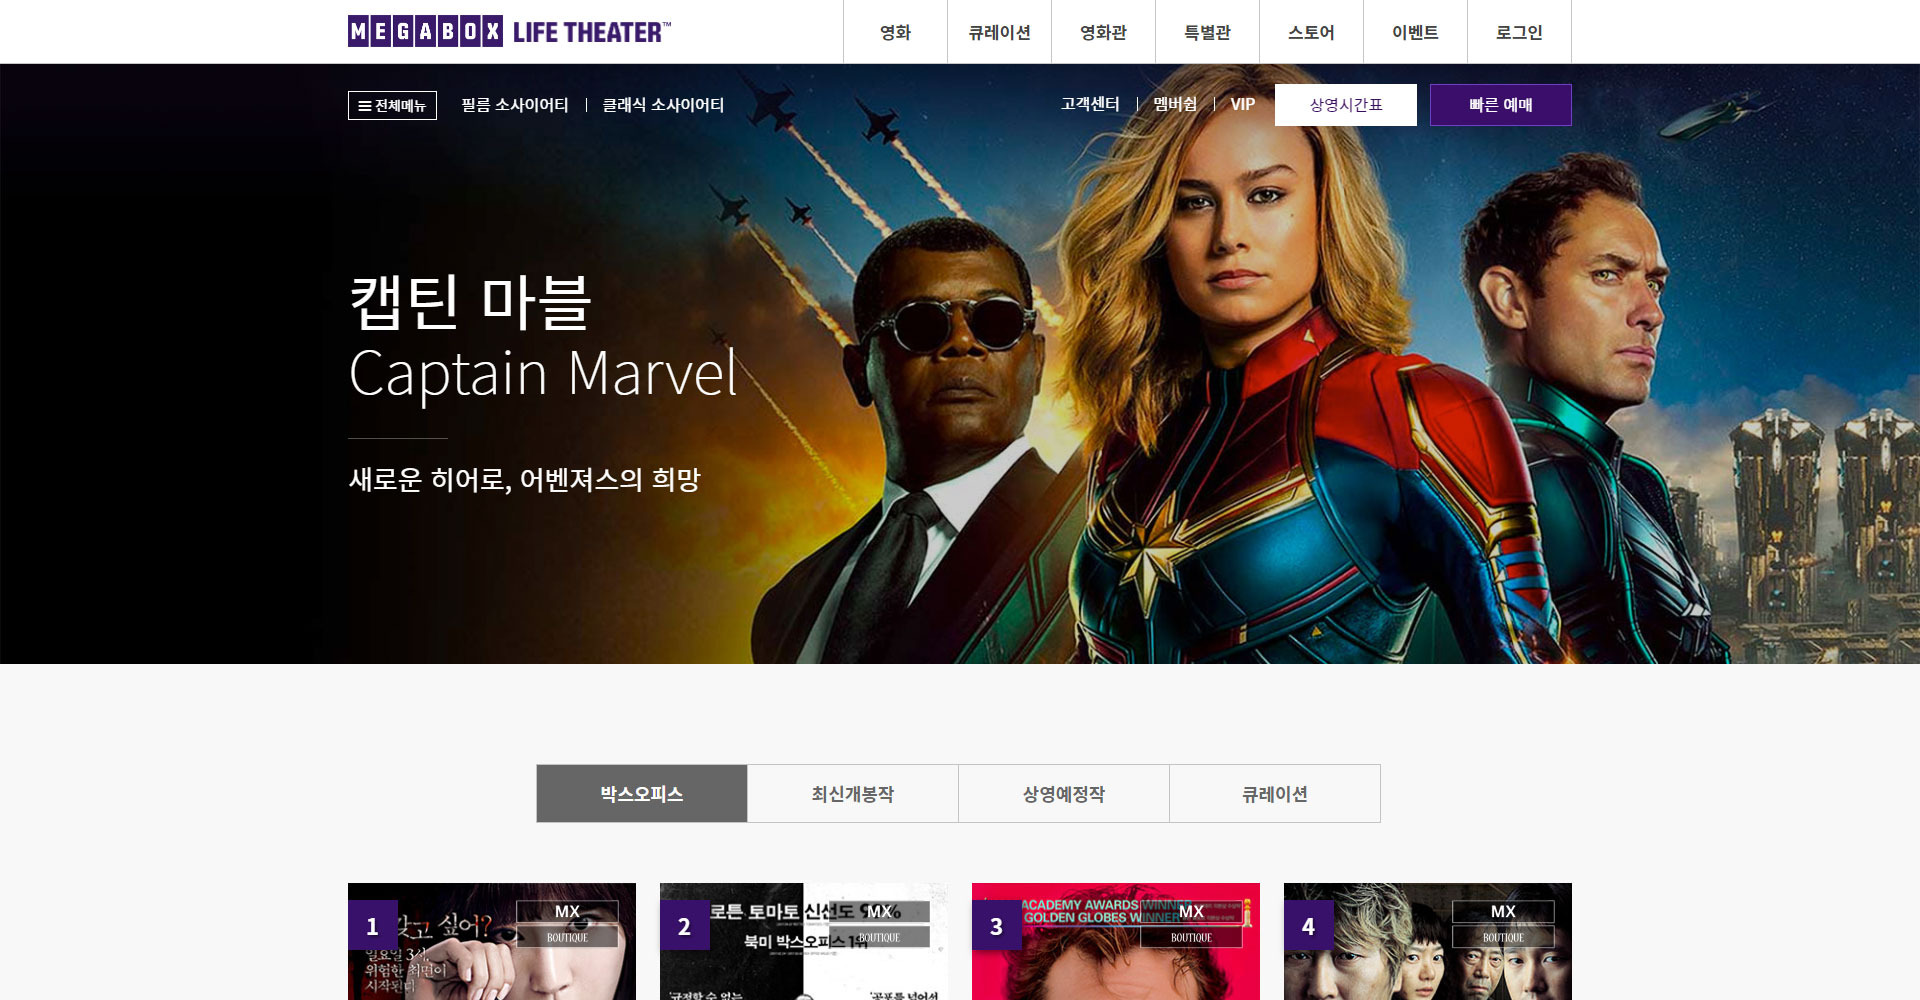 MEGABOX LIFE THEATER™
영화 큐레이션 영화관 특별관 스토어 이벤트 로그인
전체메뉴 필름 소사이어티 클래식 소사이어티 고객센터 멤버쉽 VIP 상영시간표 빠른 예매
캡틴 마블
Captain Marvel
새로운 히어로, 어벤져스의 희망
박스오피스 최신개봉작 상영예정작 큐레이션
1
갖고 싶어?
MX
BOUTIQUE
일요일 3시,
위험한 최면이
시작된다
2
로튼 토마토 신선도
MX
북미 박스오피스 1위
BOUTIQUE
규정할 수 없는
공포를 넘어선
3
ACADEMY AWARDS WINNER
GOLDEN GLOBES WINNER
MX
BOUTIQUE
4
MX
BOUTIQUE